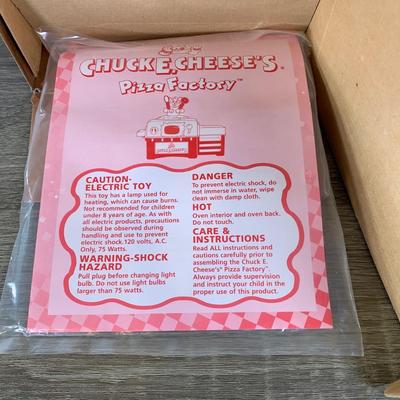 CHUCK E. CHEESE'S®
Pizza Factory™
CAUTION-
ELECTRIC TOY
This toy has a lamp used for
heating, which can cause burns.
Not recommended for children
under 8 years of age. As with
all electric products, precautions
should be observed during
handling and use to prevent
electric shock.120 volts, A.C.
Only, 75 Watts.
WARNING-SHOCK
HAZARD
Pull plug before changing light
bulb. Do not use light bulbs
larger than 75 watts.
DANGER
To prevent electric shock, do
not immerse in water, wipe
clean with damp cloth.
HOT
Oven interior and oven back.
Do not touch.
CARE &
INSTRUCTIONS
Read ALL instructions and
cautions carefully prior to
assembling the Chuck E.
Cheese's® Pizza Factory™.
Always provide supervision
and instruct your child in the
proper use of this product.